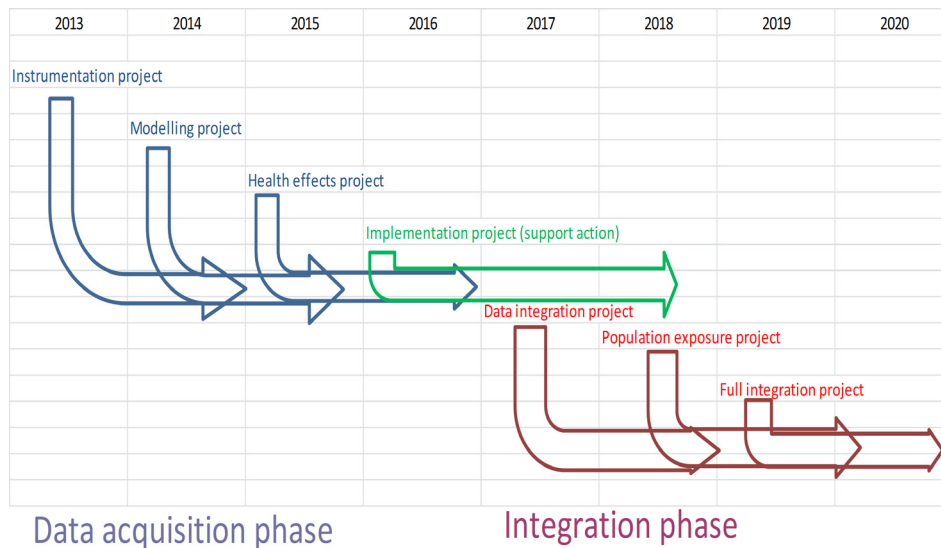 2013 2014 2015 2016 2017 2018 2019 2020
Instrumentation project
Modelling project
Health effects project
Implementation project (support action)
Data integration project
Population exposure project
Full integration project
Data acquisition phase
Integration phase